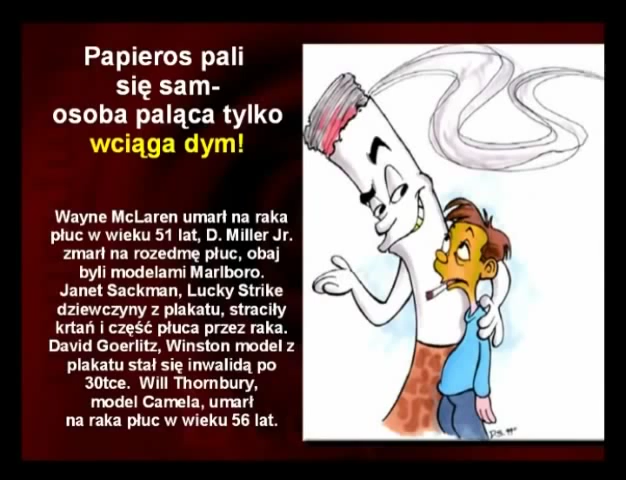 Papieros pali
się sam-
osoba paląca tylko
wciąga dym!
Wayne McLaren umarł na raka
płuc w wieku 51 lat, D. Miller Jr.
zmarł na rozedmę płuc, obaj
byli modelami Marlboro.
Janet Sackman, Lucky Strike
dziewczyny z plakatu, straciły
krtań i część płuca przez raka.
David Goerlitz, Winston model z
plakatu stał się inwalidą po
30tce. Will Thornbury,
model Camela, umarł
na raka płuc w wieku 56 lat.